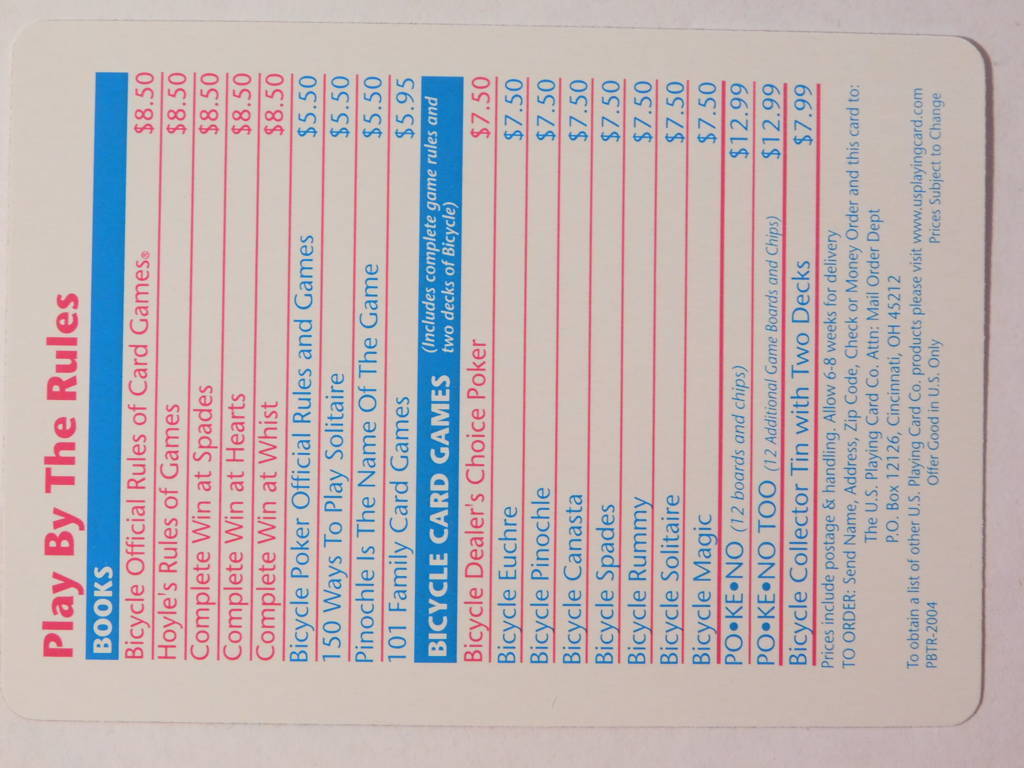 Play By The Rules
BOOKS
Bicycle Official Rules of Card Games® $8.50
Hoyle's Rules of Games $8.50
Complete Win at Spades $8.50
Complete Win at Hearts $8.50
Complete Win at Whist $8.50
Bicycle Poker Official Rules and Games $5.50
150 Ways To Play Solitaire $5.50
Pinochle Is The Name Of The Game $5.50
101 Family Card Games $5.95
BICYCLE CARD GAMES (Includes complete game rules and
two decks of Bicycle)
Bicycle Dealer's Choice Poker $7.50
Bicycle Euchre $7.50
Bicycle Pinochle $7.50
Bicycle Canasta $7.50
Bicycle Spades $7.50
Bicycle Rummy $7.50
Bicycle Solitaire $7.50
Bicycle Magic $7.50
PO•KE•NO (12 boards and chips) $12.99
PO•KE•NO TOO (12 Additional Game Boards and Chips) $12.99
Bicycle Collector Tin with Two Decks $7.99
Prices include postage & handling. Allow 6-8 weeks for delivery
TO ORDER: Send Name, Address, Zip Code, Check or Money Order and this card to:
The U.S. Playing Card Co. Attn: Mail Order Dept
P.O. Box 12126, Cincinnati, OH 45212
To obtain a list of other U.S. Playing Card Co. products please visit www.usplayingcard.com
PBTR-2004 Offer Good in U.S. Only Prices Subject to Change